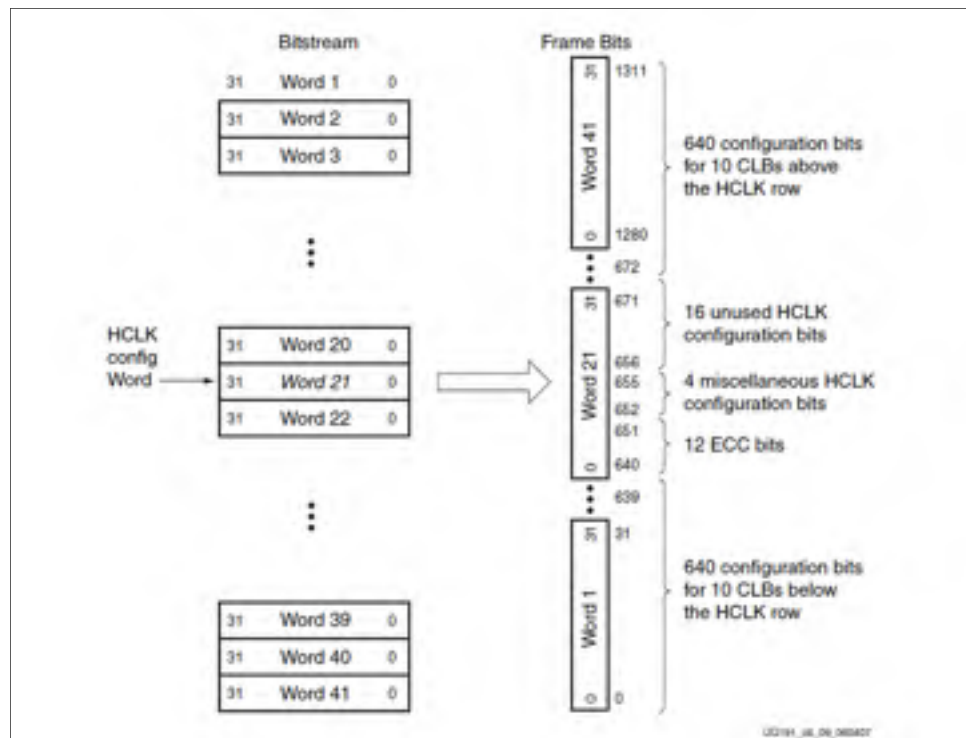 Bitstream
31 Word 1 0
31 Word 2 0
31 Word 3 0
HCLK
config
Word
31 Word 20 0
31 Word 21 0
31 Word 22 0
31 Word 39 0
31 Word 40 0
31 Word 41 0
Frame Bits
31
1311
Word 41
0
1280
672
31
671
Word 21
656
655
652
651
0
640
639
31
31
Word 1
0
0
640 configuration bits
for 10 CLBs above
the HCLK row
16 unused HCLK
configuration bits
4 miscellaneous HCLK
configuration bits
12 ECC bits
640 configuration bits
for 10 CLBs below
the HCLK row